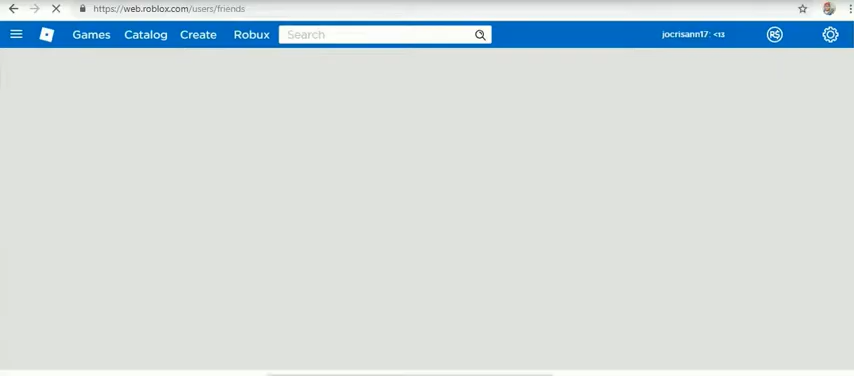 https://web.roblox.com/users/friends
Games Catalog Create Robux Search jocrisann17: <13 R$